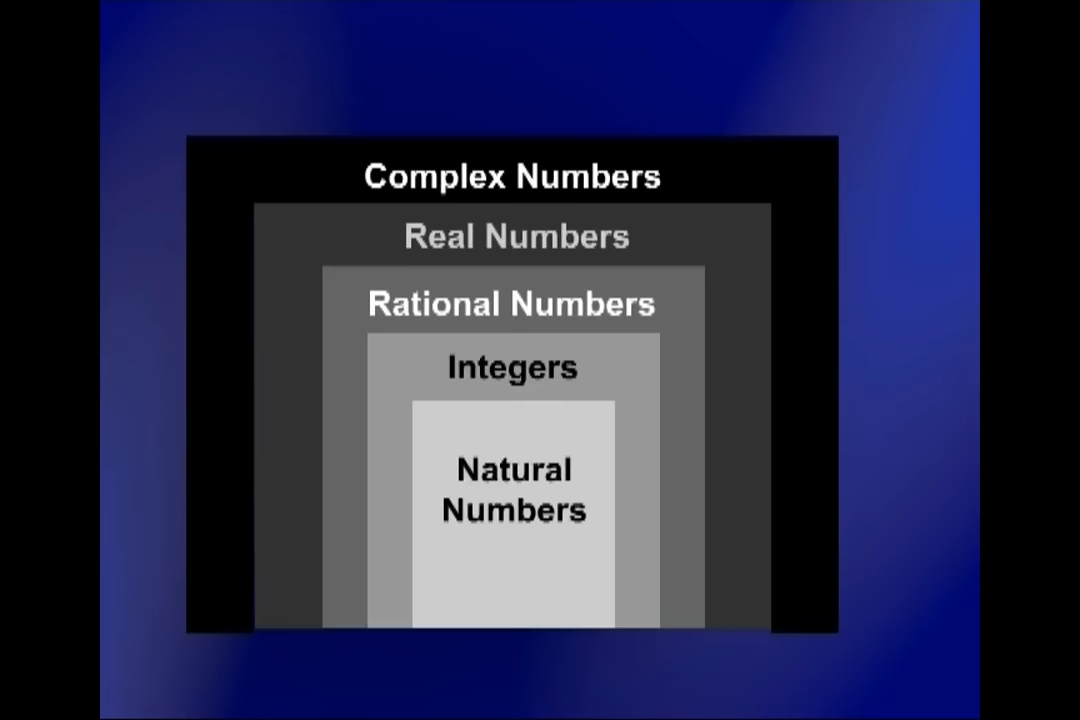 Complex Numbers
Real Numbers
Rational Numbers
Integers
Natural
Numbers